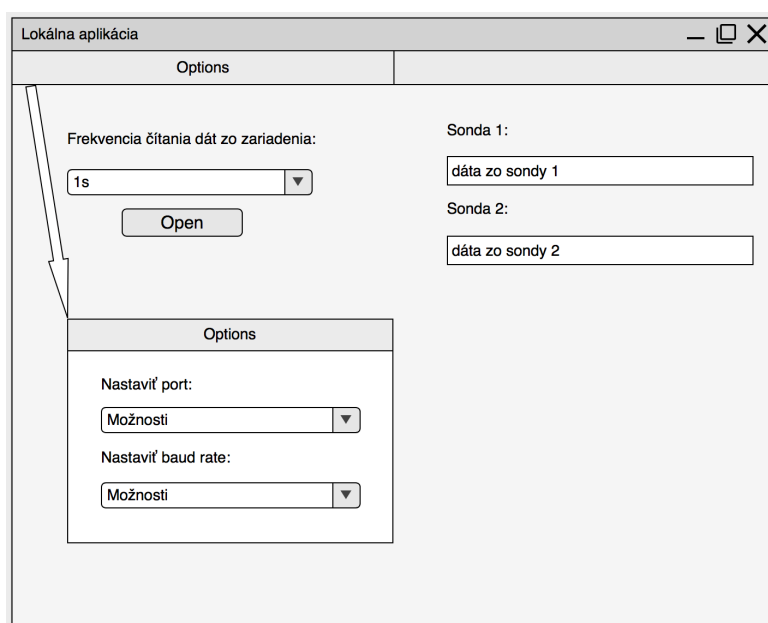 Lokálna aplikácia
Options
Frekvencia čítania dát zo zariadenia:
1s
Open
Sonda 1:
dáta zo sondy 1
Sonda 2:
dáta zo sondy 2
Options
Nastaviť port:
Možnosti
Nastaviť baud rate:
Možnosti